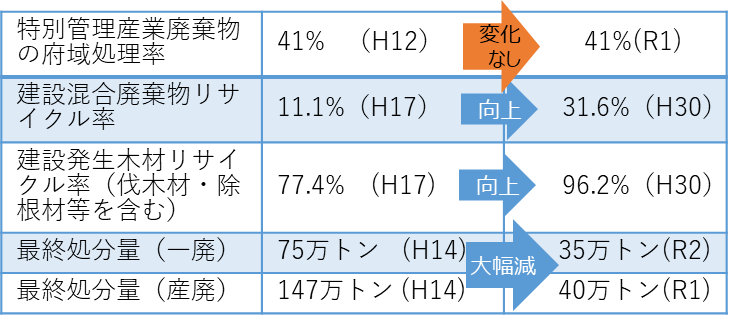 特別管理産業廃棄物
の府域処理率
41% （H12）
変化
なし
41%(R1)
建設混合廃棄物リサ
イクル率
11.1%（H17）
向上
31.6%（H30）
建設発生木材リサイ
クル率（伐木材・除
根材等を含む）
77.4% （H17）
向上
96.2%（H30）
最終処分量（一廃）
75万トン （H14）
大幅減
35万トン(R2)
最終処分量（産廃）
147万トン (H14)
40万トン(R1)